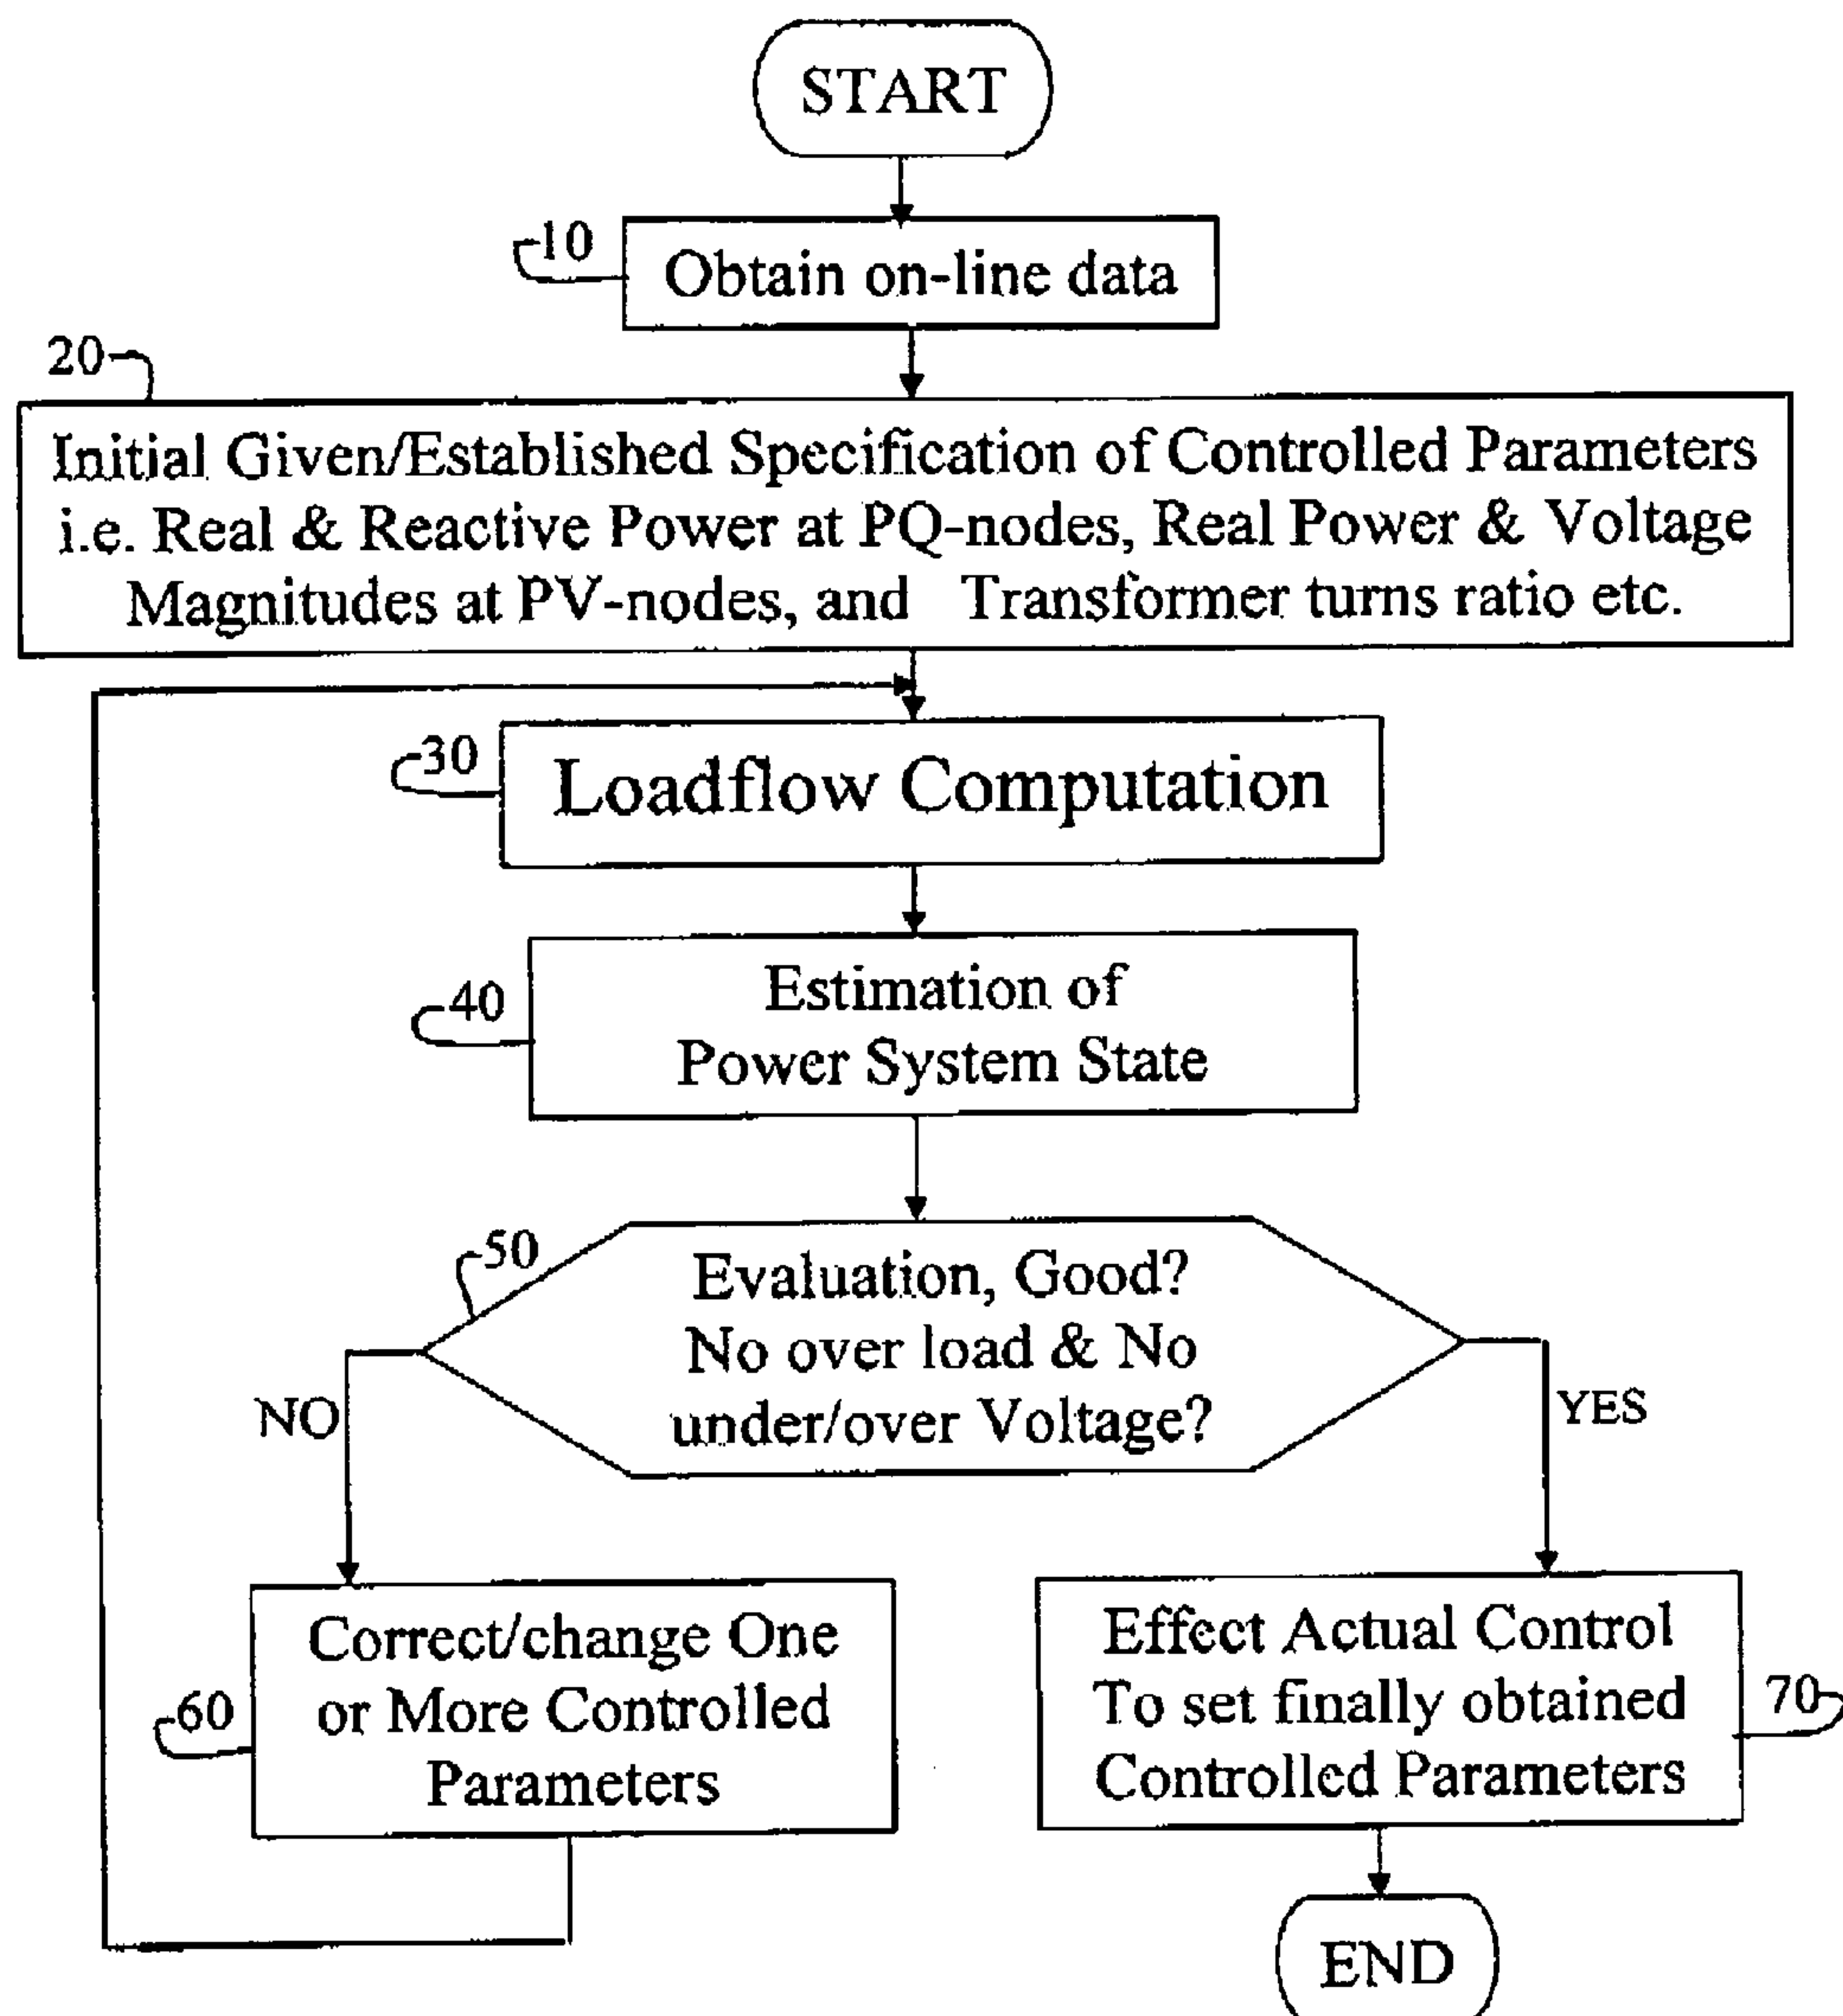 START
10
Obtain on-line data
20
Initial Given/Established Specification of Controlled Parameters
i.e. Real & Reactive Power at PQ-nodes, Real Power & Voltage
Magnitudes at PV-nodes, and Transformer turns ratio etc.
30
Loadflow Computation
40
Estimation of
Power System State
50
Evaluation, Good?
No over load & No
under/over Voltage?
NO
YES
60
Correct/change One
or More Controlled
Parameters
Effect Actual Control
To set finally obtained
Controlled Parameters
70
END